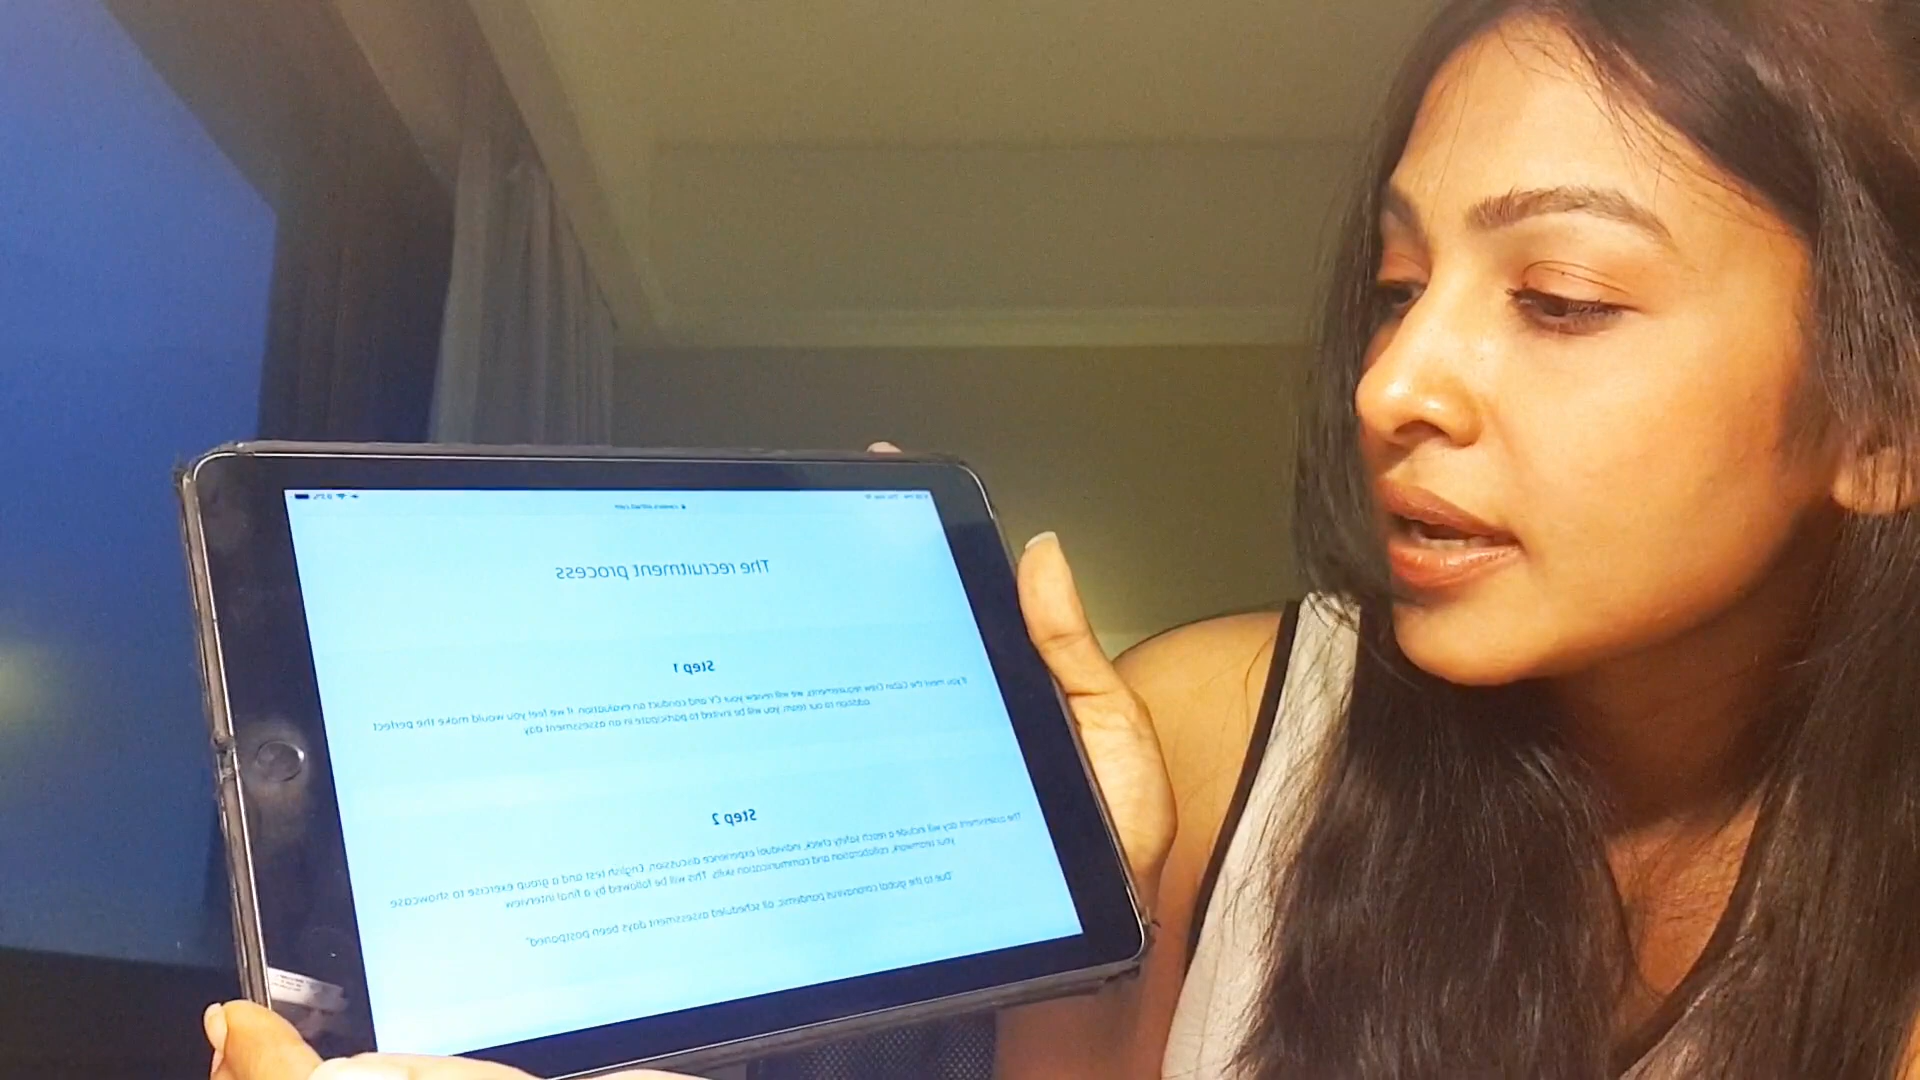 The recruitment process
Step 1
If you meet the Cabin Crew requirements, we will review your CV and conduct an evaluation. If we feel you would make the perfect
addition to our team, you will be invited to participate in an assessment day
Step 2
The assessment day will include a reach safety check, individual experience discussion, English test and a group exercise to showcase
your teamwork, collaboration and communication skills. This will be followed by a final interview.
"Due to the global coronavirus pandemic, all scheduled assessment days been postponed"